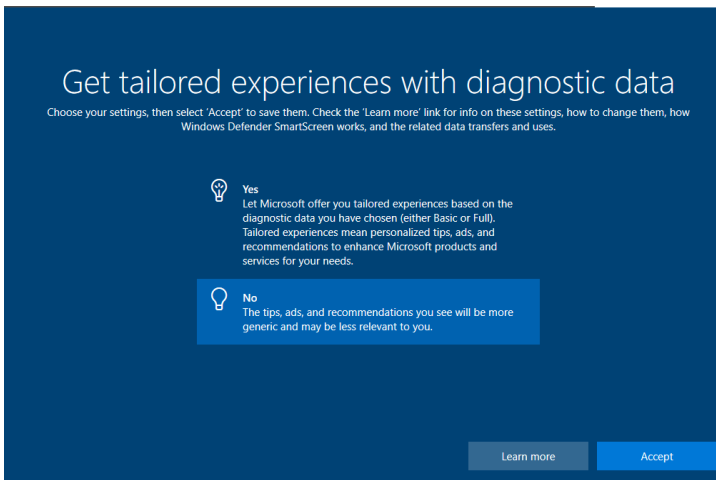 Get tailored experiences with diagnostic data
Choose your settings, then select 'Accept' to save them. Check the 'Learn more' link for info on these settings, how to change them, how
Windows Defender SmartScreen works, and the related data transfers and uses.
Yes
Let Microsoft offer you tailored experiences based on the
diagnostic data you have chosen (either Basic or Full).
Tailored experiences mean personalized tips, ads, and
recommendations to enhance Microsoft products and
services for your needs.
No
The tips, ads, and recommendations you see will be more
generic and may be less relevant to you.
Learn more
Accept